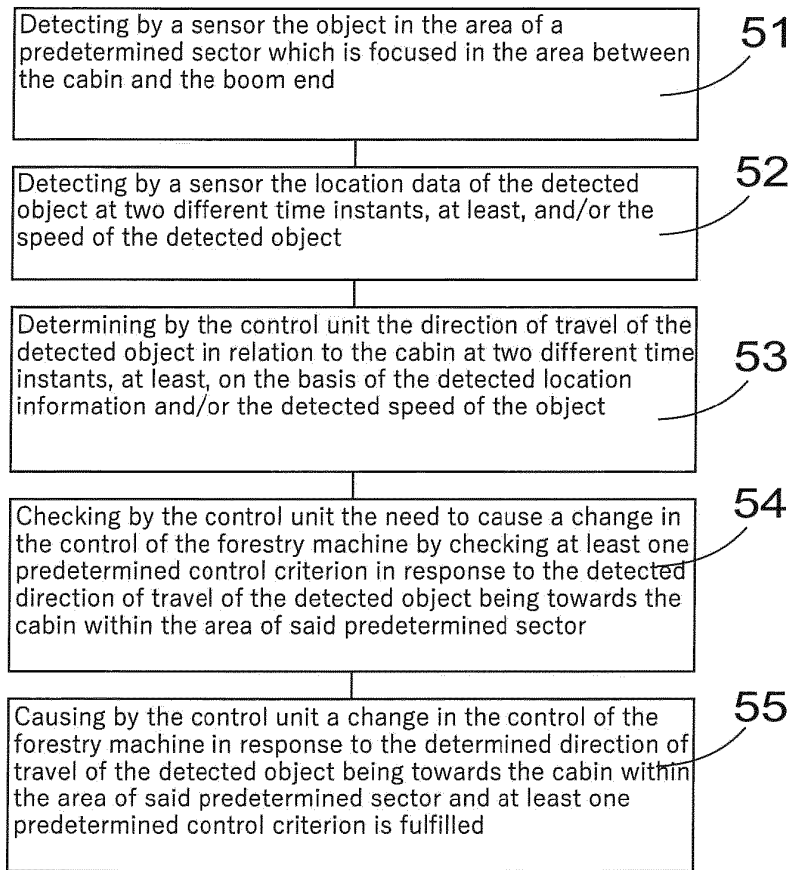 Detecting by a sensor the object in the area of a
predetermined sector which is focused in the area between
the cabin and the boom end
51
Detecting by a sensor the location data of the detected
object at two different time instants, at least, and/or the
speed of the detected object
52
Determining by the control unit the direction of travel of the
detected object in relation to the cabin at two different time
instants, at least, on the basis of the detected location
information and/or the detected speed of the object
53
Checking by the control unit the need to cause a change in
the control of the forestry machine by checking at least one
predetermined control criterion in response to the detected
direction of travel of the detected object being towards the
cabin within the area of said predetermined sector
54
Causing by the control unit a change in the control of the
forestry machine in response to the determined direction of
travel of the detected object being towards the cabin within
the area of said predetermined sector and at least one
predetermined control criterion is fulfilled
55